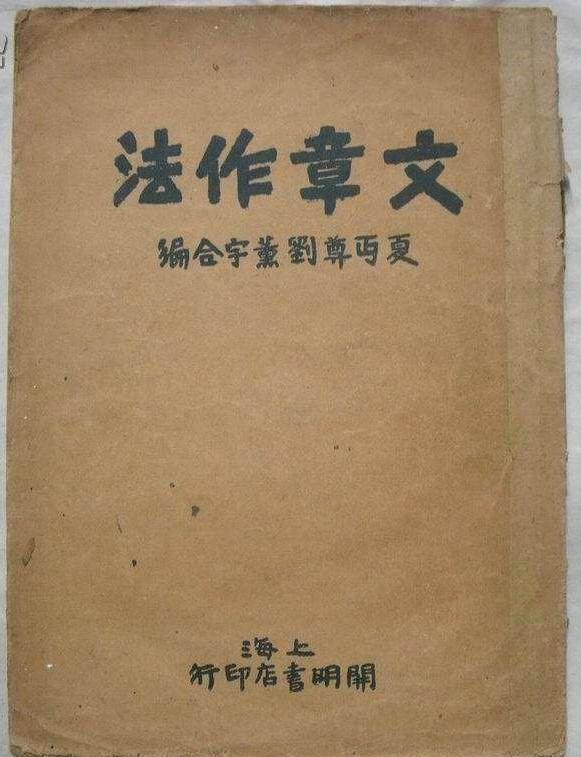 文章作法
夏丏尊劉薰宇合編
上海
開明書店印行